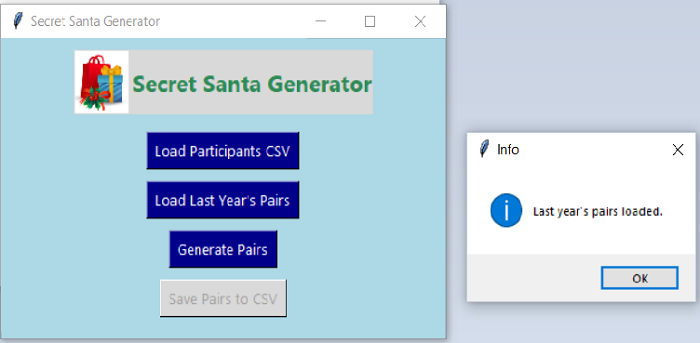 Secret Santa Generator
Secret Santa Generator
Load Participants CSV
Load Last Year's Pairs
Generate Pairs
Save Pairs to CSV
Info
Last year's pairs loaded.
OK